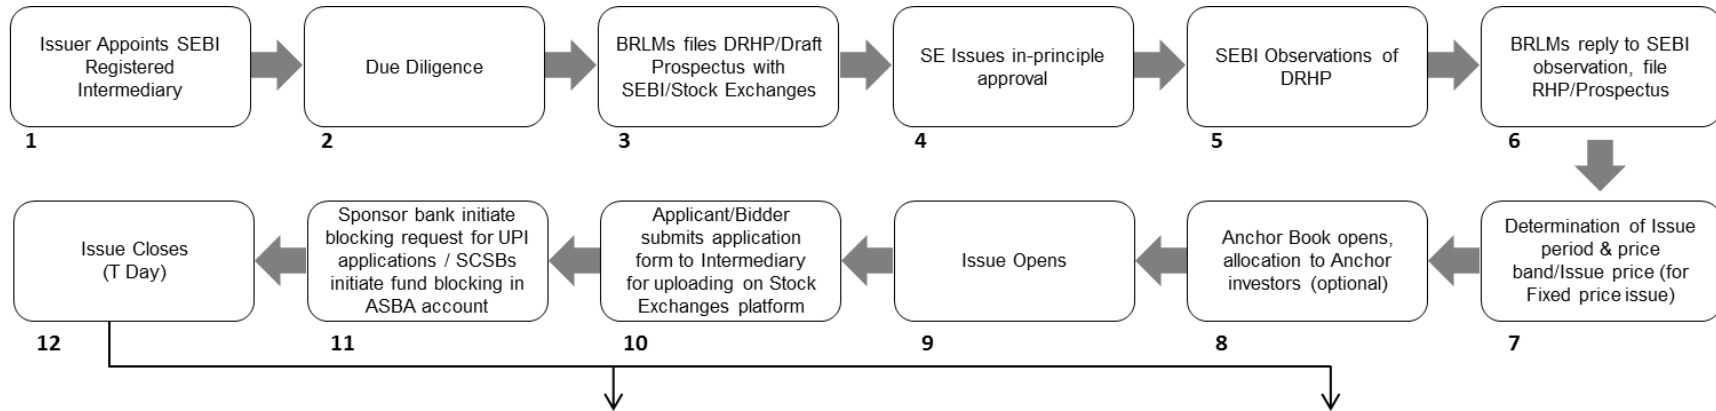 Issuer Appoints SEBI
Registered
Intermediary
1
Due Diligence
2
BRLMs files DRHP/Draft
Prospectus with
SEBI/Stock Exchanges
3
SE Issues in-principle
approval
4
SEBI Observations of
DRHP
5
BRLMs reply to SEBI
observation, file
RHP/Prospectus
6
Determination of Issue
period & price
band/Issue price (for
Fixed price issue)
7
Anchor Book opens,
allocation to Anchor
investors (optional)
8
Issue Opens
9
Applicant/Bidder
submits application
form to Intermediary
for uploading on Stock
Exchanges platform
10
Sponsor bank initiate
blocking request for UPI
applications / SCSBs
initiate fund blocking in
ASBA account
11
Issue Closes
(T Day)
12